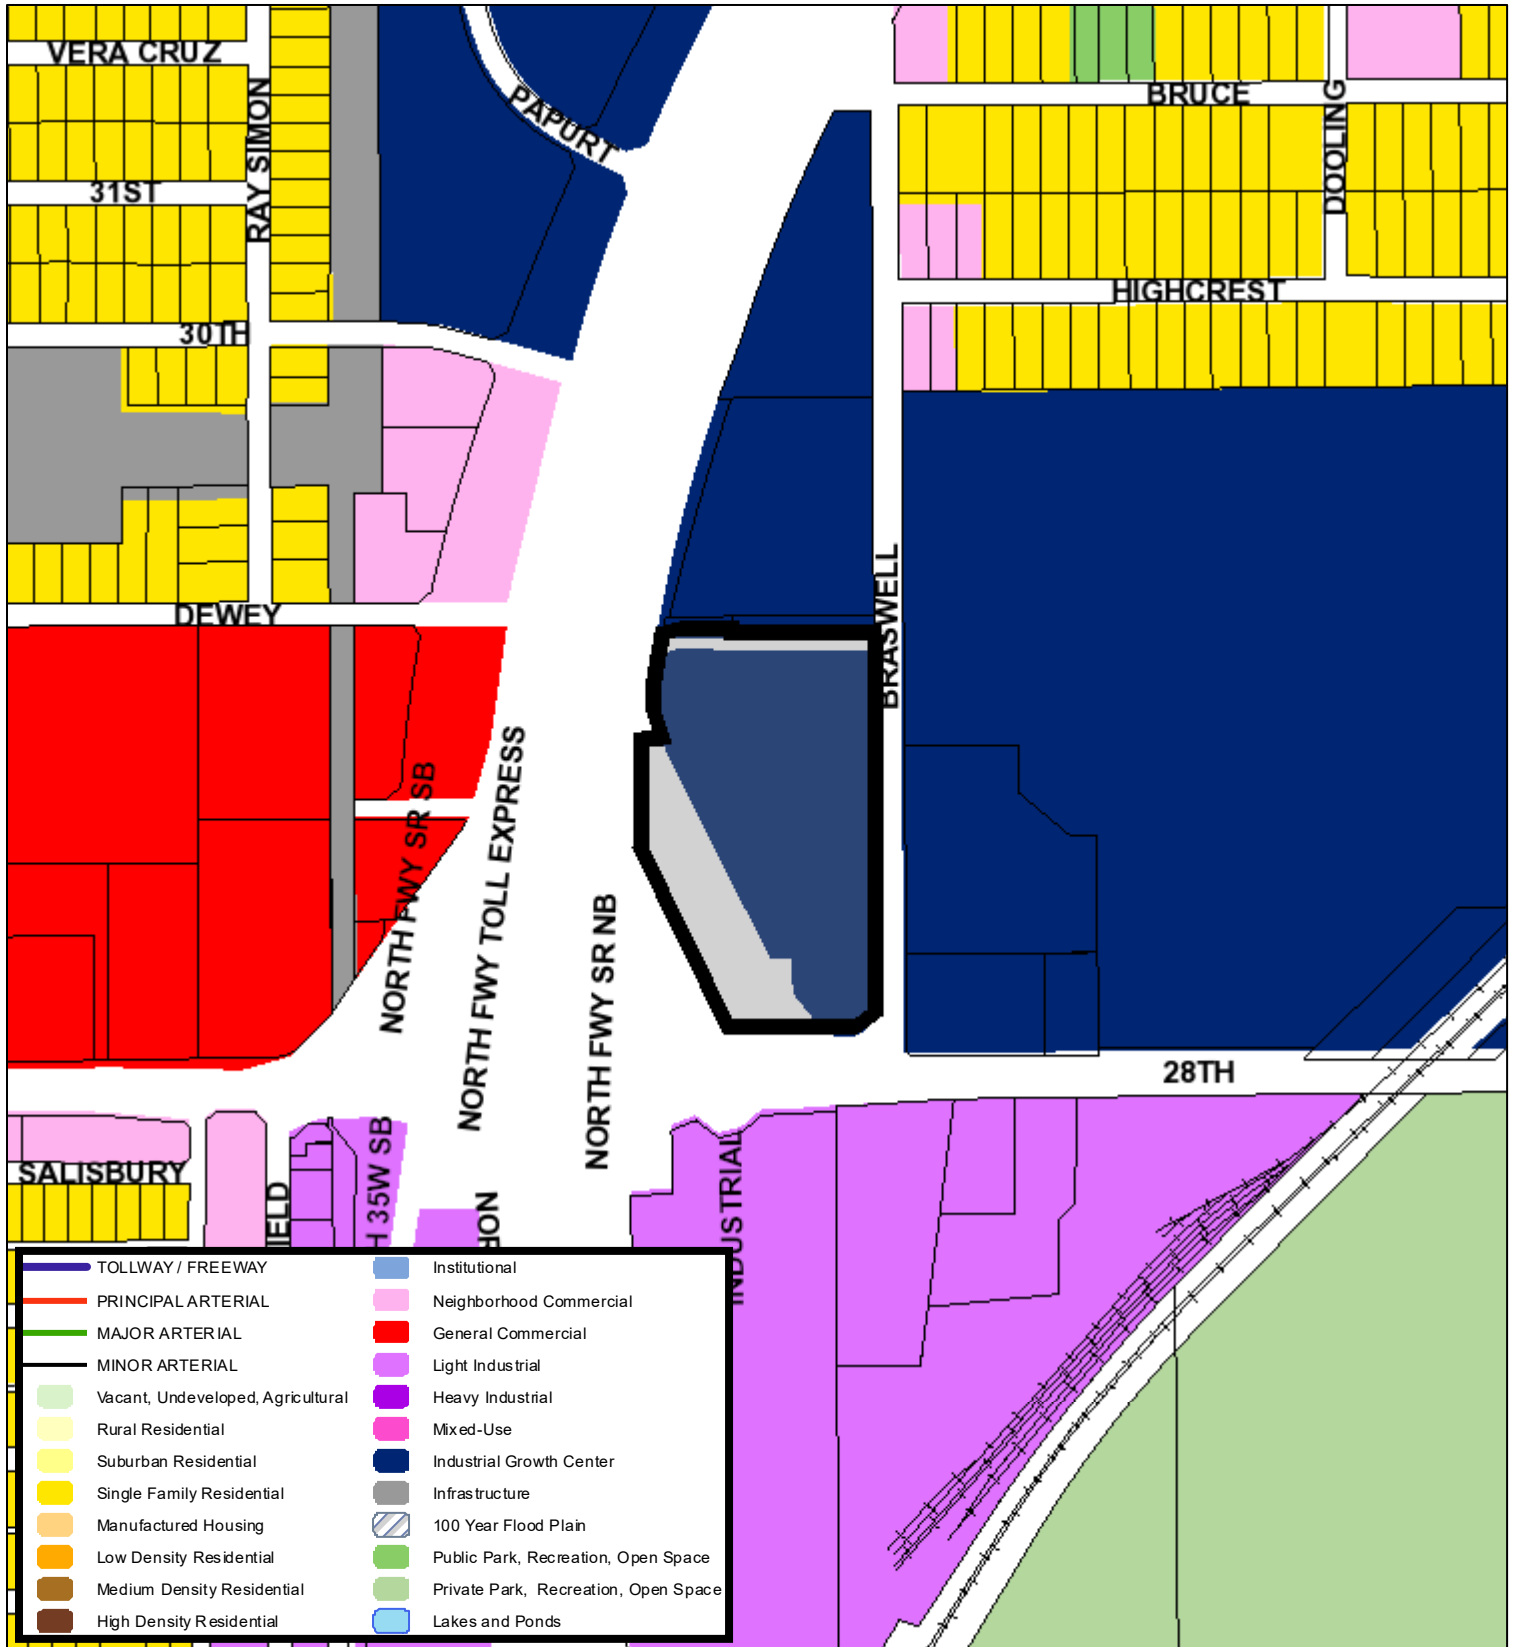 VERA CRUZ
RAY SIMON
31ST
30TH
PAPURT
BRUCE
DOOLING
HIGHCREST
DEWEY
BRASWELL
NORTH FWY SR SB
NORTH FWY TOLL EXPRESS
NORTH FWY SR NB
28TH
SALISBURY
IELD
H 35W SB
HON
INDUSTRIAL
TOLLWAY / FREEWAY
PRINCIPAL ARTERIAL
MAJOR ARTERIAL
MINOR ARTERIAL
Vacant, Undeveloped, Agricultural
Rural Residential
Suburban Residential
Single Family Residential
Manufactured Housing
Low Density Residential
Medium Density Residential
High Density Residential
Institutional
Neighborhood Commercial
General Commercial
Light Industrial
Heavy Industrial
Mixed-Use
Industrial Growth Center
Infrastructure
100 Year Flood Plain
Public Park, Recreation, Open Space
Private Park, Recreation, Open Space
Lakes and Ponds